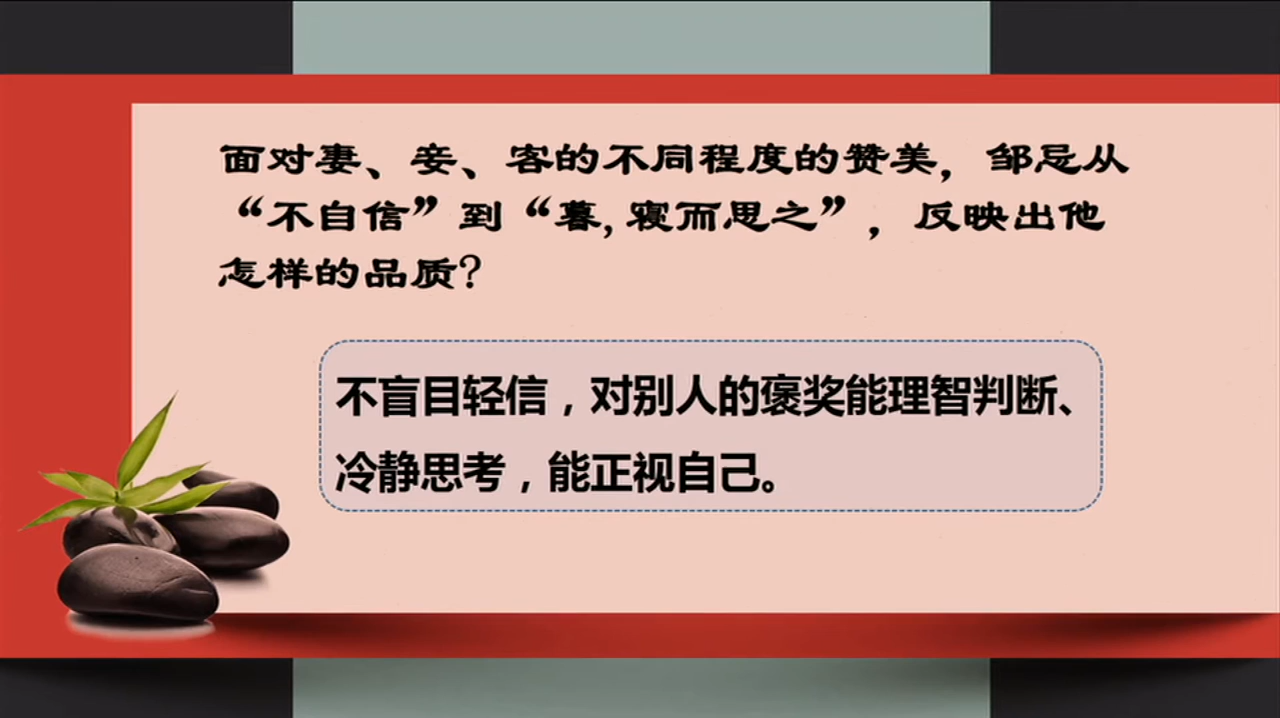 面对妻、妾、客的不同程度的赞美，邹忌从
“不自信”到“暮,寝而思之”，反映出他
怎样的品质?
不盲目轻信，对别人的褒奖能理智判断、
冷静思考，能正视自己。